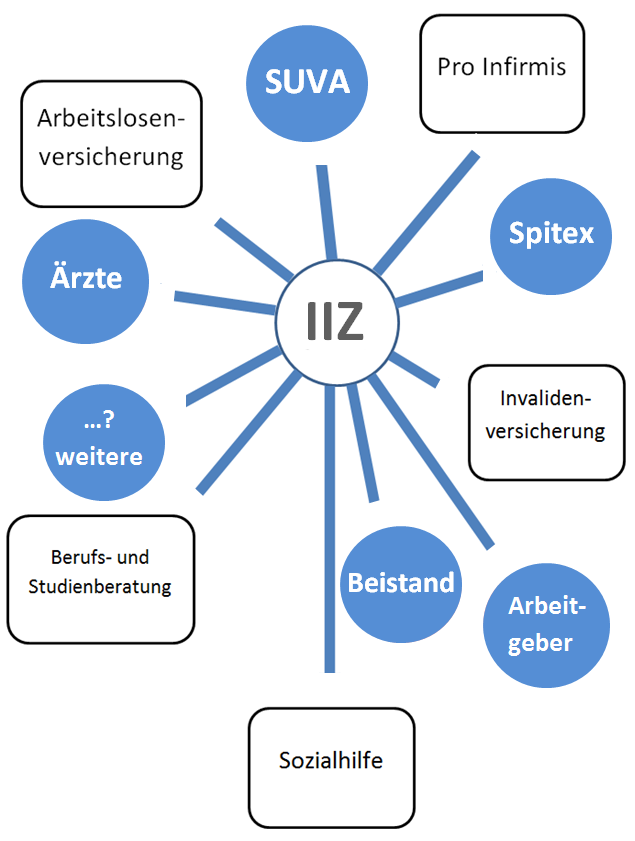 SUVA
Pro Infirmis
Arbeitslosen-
versicherung
Spitex
Ärzte
IIZ
Invaliden-
versicherung
...?
weitere
Berufs- und
Studienberatung
Beistand
Arbeit-
geber
Sozialhilfe